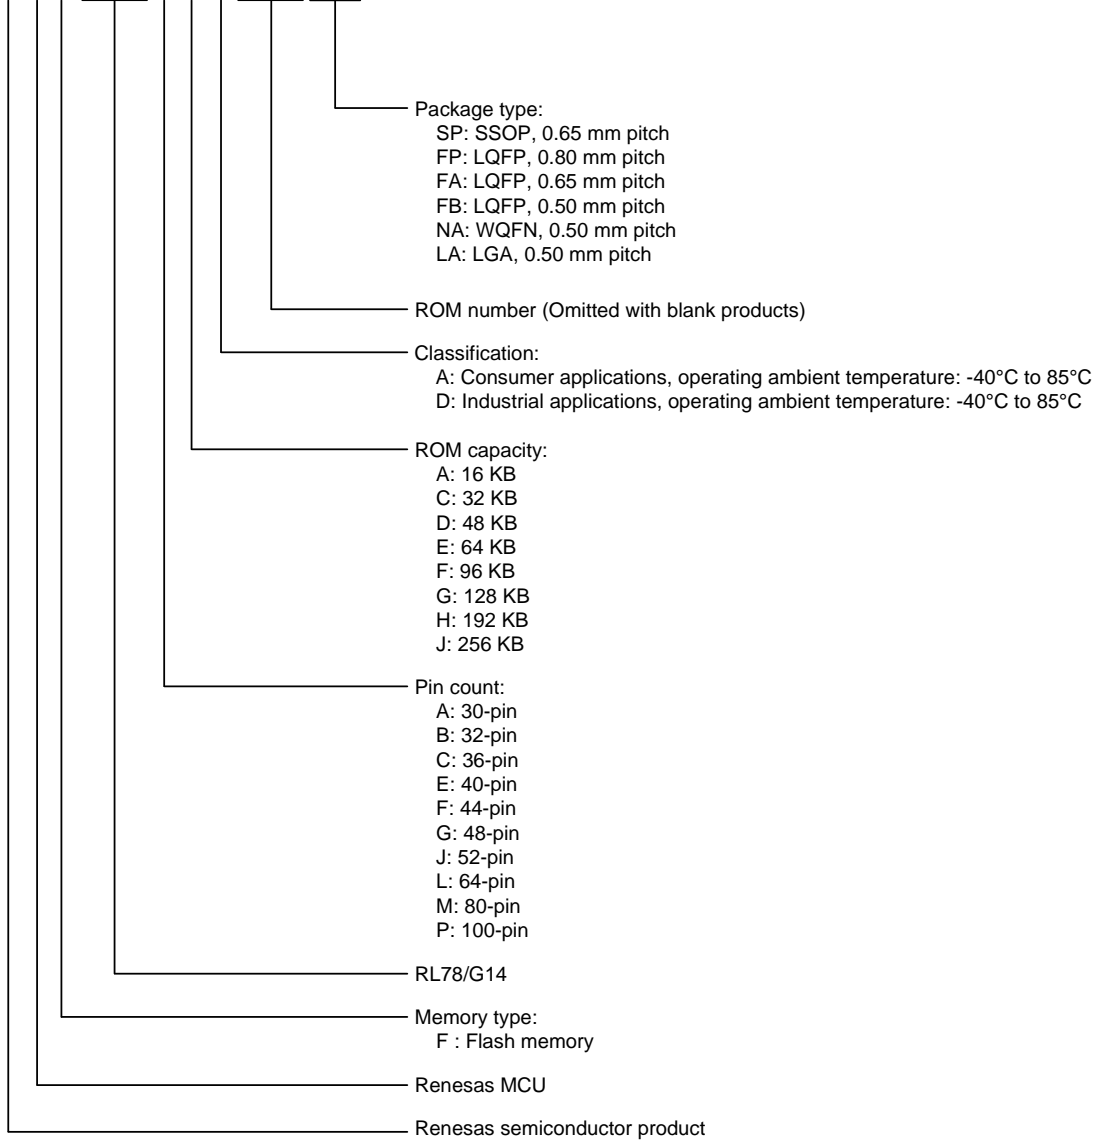 Package type:
SP: SSOP, 0.65 mm pitch
FP: LQFP, 0.80 mm pitch
FA: LQFP, 0.65 mm pitch
FB: LQFP, 0.50 mm pitch
NA: WQFN, 0.50 mm pitch
LA: LGA, 0.50 mm pitch
ROM number (Omitted with blank products)
Classification:
A: Consumer applications, operating ambient temperature: -40°C to 85°C
D: Industrial applications, operating ambient temperature: -40°C to 85°C
ROM capacity:
A: 16 KB
C: 32 KB
D: 48 KB
E: 64 KB
F: 96 KB
G: 128 KB
H: 192 KB
J: 256 KB
Pin count:
A: 30-pin
B: 32-pin
C: 36-pin
E: 40-pin
F: 44-pin
G: 48-pin
J: 52-pin
L: 64-pin
M: 80-pin
P: 100-pin
RL78/G14
Memory type:
F : Flash memory
Renesas MCU
Renesas semiconductor product